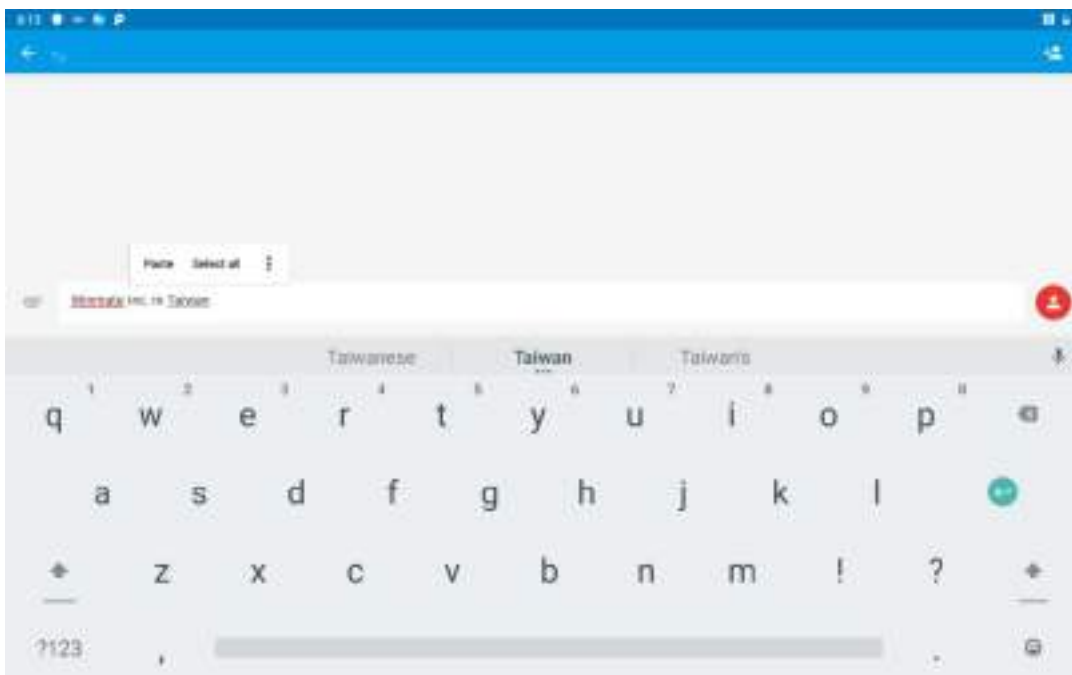 Paste Select all
Inc. in Taiwan
Taiwanese Taiwan Taiwan's
1 2 3 4 5 6 7 8 9 0
q w e r t y u i o p
a s d f g h j k l
z x c v b n m ! ?
?123 , .